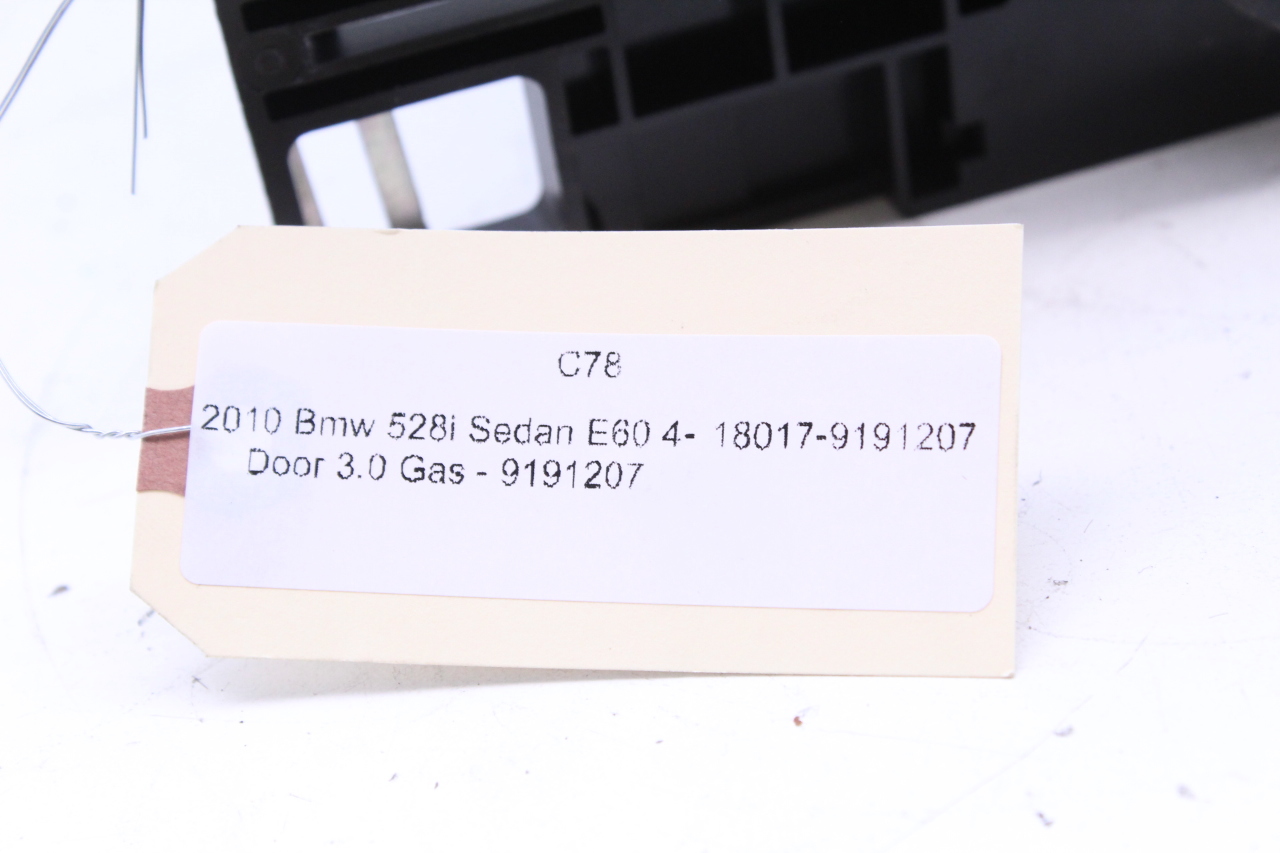 C78
2010 Bmw 528i Sedan E60 4- 18017-9191207
Door 3.0 Gas - 9191207